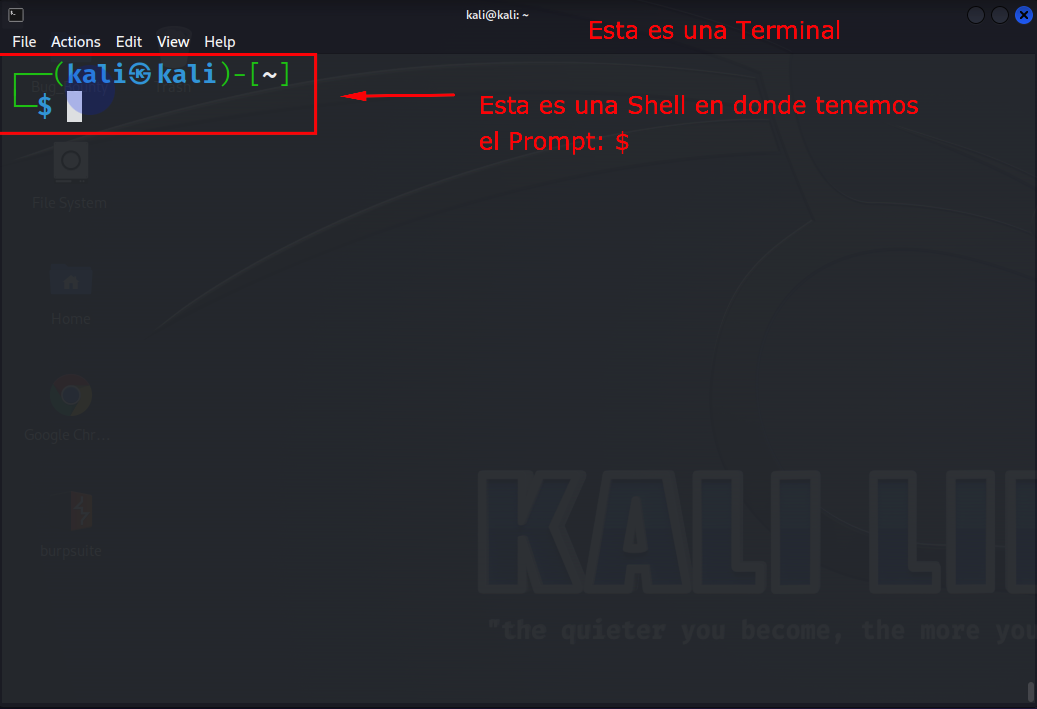 kali@kali: ~
Esta es una Terminal
File Actions Edit View Help
┌──(kali㉿kali)-[~]
└─$
Esta es una Shell en donde tenemos
el Prompt: $
Trash
File System
Home
Google Chr...
burpsuite
KALI LI
"the quieter you become, the more you